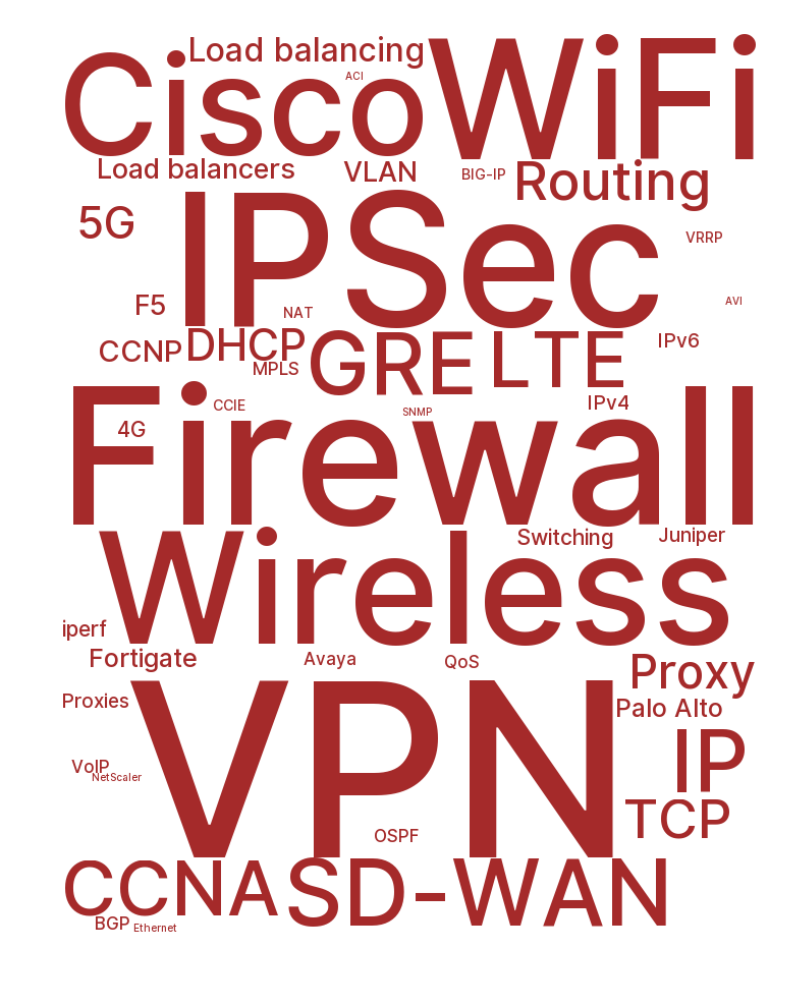 Load balancing
Cisco
ACI
WiFi
Load balancers
VLAN
BIG-IP
Routing
5G
IPSec
VRRP
F5
NAT
AVI
CCNP
DHCP
MPLS
GRE
LTE
IPv6
IPv4
CCIE
SNMP
4G
Firewall
Switching
Juniper
Wireless
iperf
Fortigate
Avaya
QoS
Proxy
Proxies
VPN
Palo Alto
VoIP
NetScaler
IP
TCP
OSPF
CCNA
SD-WAN
BGP
Ethernet